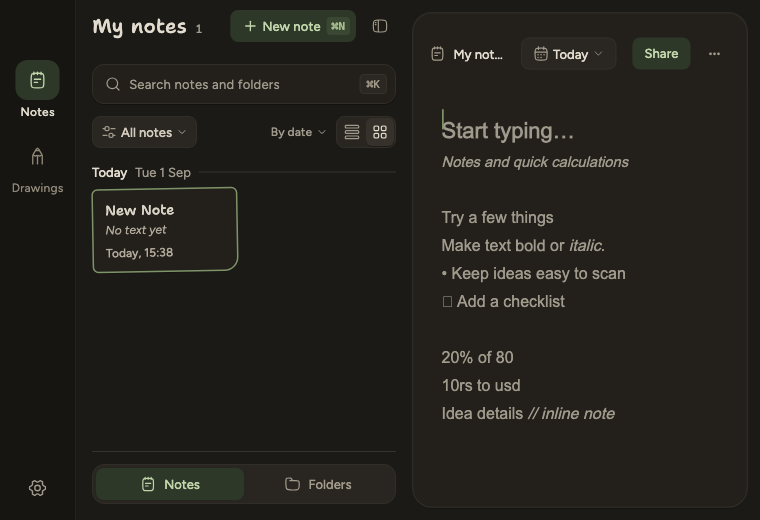 My notes 1
New note ⌘N
Search notes and folders ⌘K
All notes
By date
Today Tue 1 Sep
New Note
No text yet
Today, 15:38
Notes
Folders
Notes
Drawings
My not...
Today
Share
Start typing...
Notes and quick calculations
Try a few things
Make text bold or italic.
• Keep ideas easy to scan
☐ Add a checklist
20% of 80
10rs to usd
Idea details // inline note